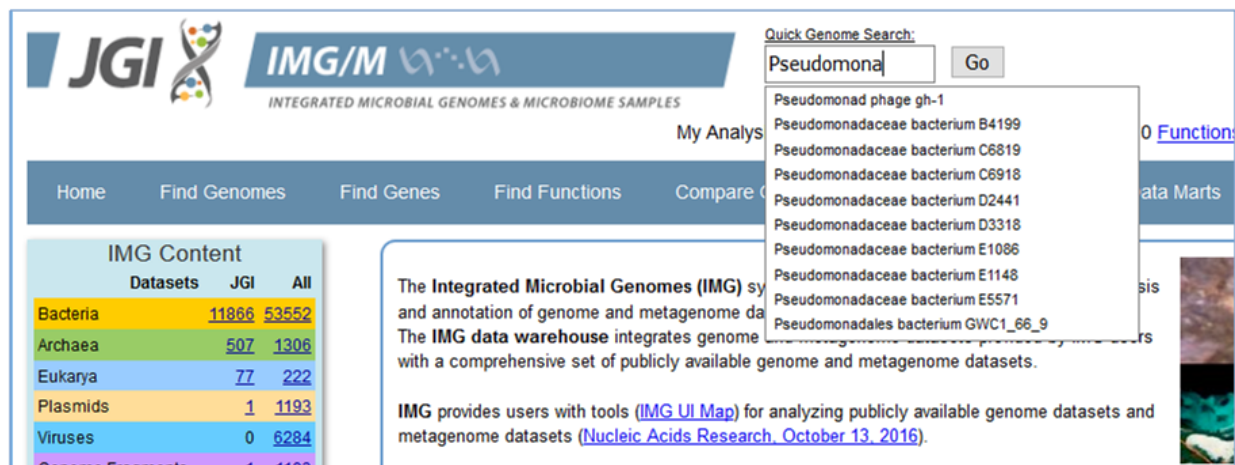 JGI
IMG/M
INTEGRATED MICROBIAL GENOMES & MICROBIOME SAMPLES
Quick Genome Search:
Pseudomona
Go
Pseudomonad phage gh-1
Pseudomonadaceae bacterium B4199
Pseudomonadaceae bacterium C6819
Pseudomonadaceae bacterium C6918
Pseudomonadaceae bacterium D2441
Pseudomonadaceae bacterium D3318
Pseudomonadaceae bacterium E1086
Pseudomonadaceae bacterium E1148
Pseudomonadaceae bacterium E5571
Pseudomonadales bacterium GWC1_66_9
My Analys 0 Functions
Home Find Genomes Find Genes Find Functions Compare ata Marts
IMG Content
Datasets JGI All
Bacteria 11866 53552
Archaea 507 1306
Eukarya 77 222
Plasmids 1 1193
Viruses 0 6284
The Integrated Microbial Genomes (IMG) sy sis
and annotation of genome and metagenome da
The IMG data warehouse integrates genome
with a comprehensive set of publicly available genome and metagenome datasets.
IMG provides users with tools (IMG UI Map) for analyzing publicly available genome datasets and
metagenome datasets (Nucleic Acids Research, October 13, 2016).